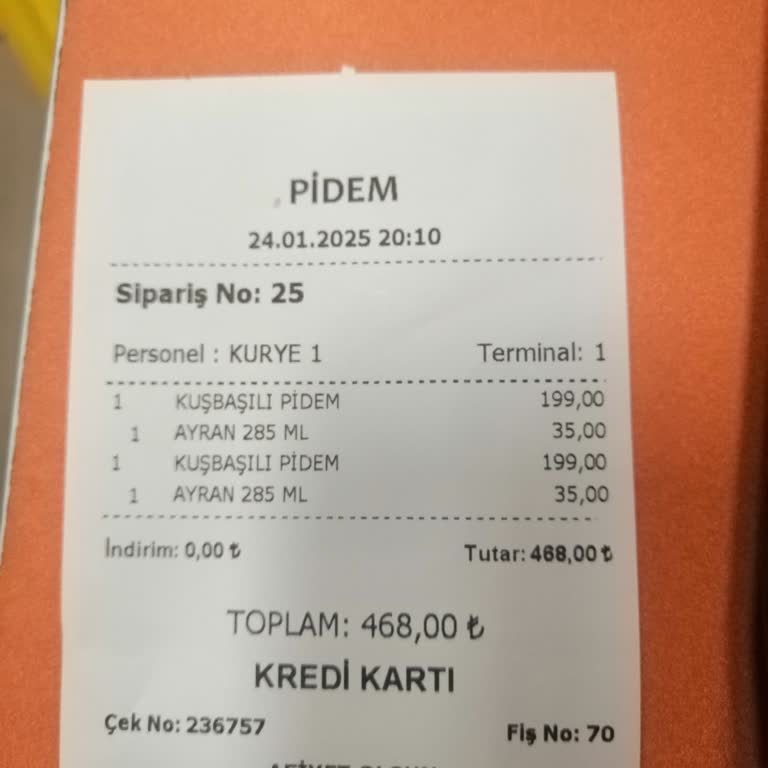 PİDEM
24.01.2025 20:10
Sipariş No: 25
Personel : KURYE 1 Terminal: 1
1 KUŞBAŞILI PİDEM 199,00
1 AYRAN 285 ML 35,00
1 KUŞBAŞILI PİDEM 199,00
1 AYRAN 285 ML 35,00
İndirim: 0,00 ₺ Tutar: 468,00 ₺
TOPLAM: 468,00 ₺
KREDİ KARTI
Çek No: 236757 Fiş No: 70